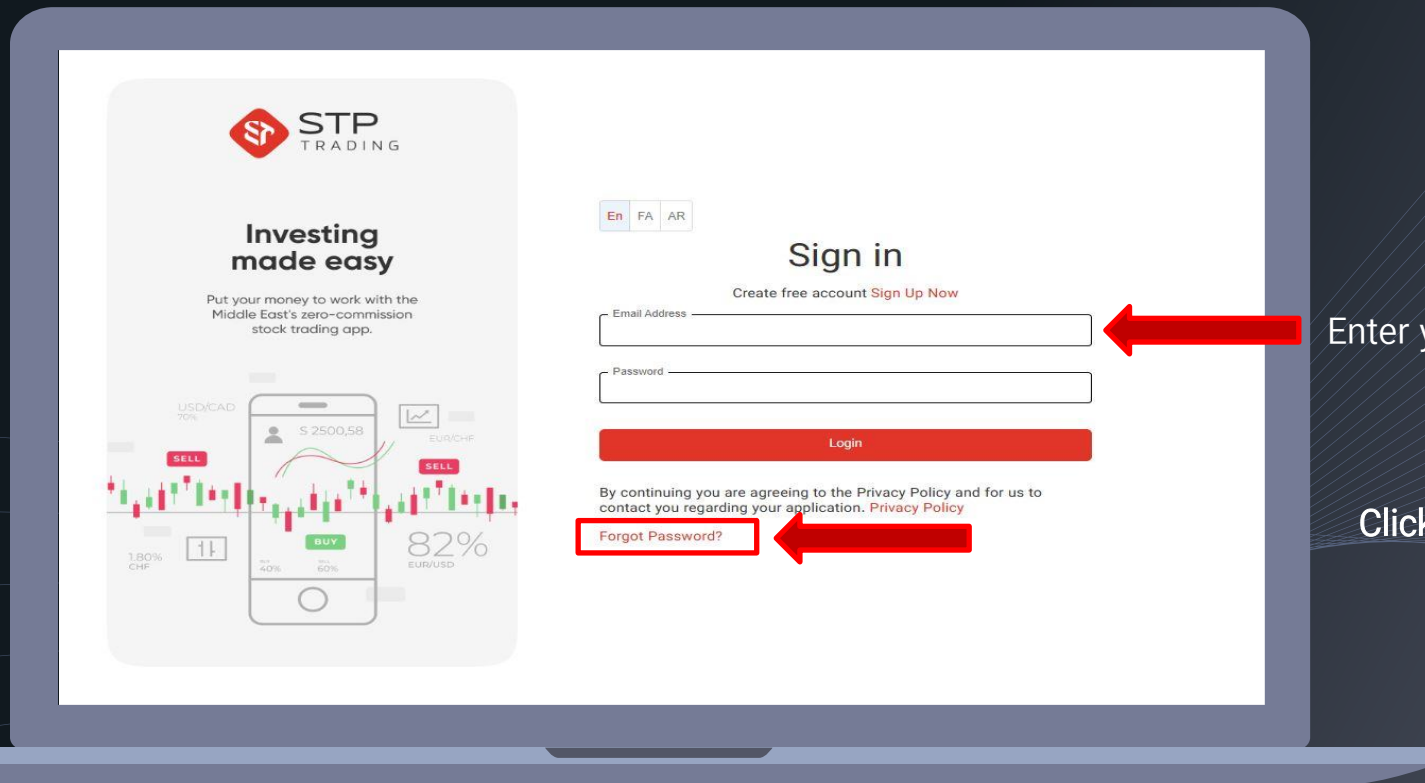 STP
TRADING
Investing
made easy
Put your money to work with the
Middle East's zero-commission
stock trading app.
USD/CAD
70%
S 2500,58
EUR/CHF
SELL
SELL
BUY
82%
EUR/USD
1.80%
CHF
40%
60%
En FA AR
Sign in
Create free account Sign Up Now
Email Address
Password
Login
By continuing you are agreeing to the Privacy Policy and for us to
contact you regarding your application. Privacy Policy
Forgot Password?
Enter
Click